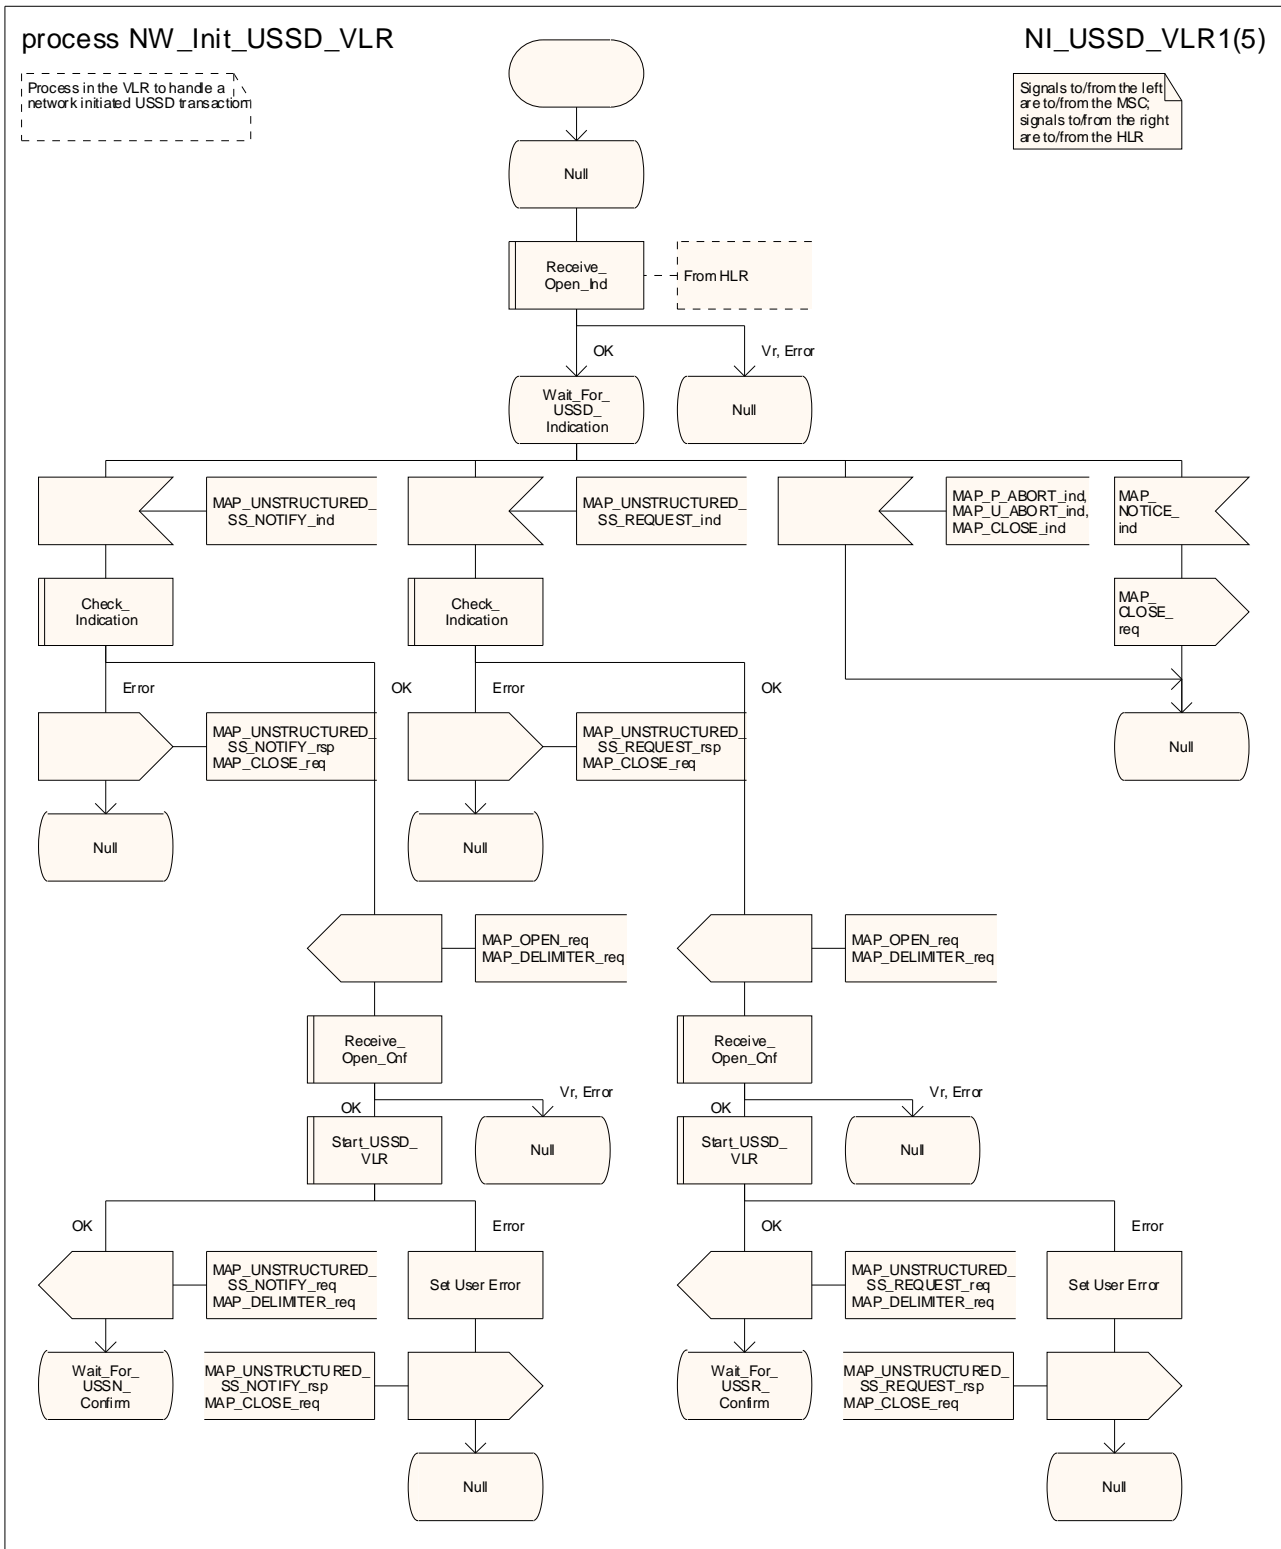 process NW_Init_USSD_VLR
NI_USSD_VLR1(5)
Process in the VLR to handle a
network initiated USSD transaction
Signals to/from the left
are to/from the MSC;
signals to/from the right
are to/from the HLR
Null
Receive_
Open_Ind
From HLR
OK
Vr, Error
Wait_For_
USSD_
Indication
Null
MAP_UNSTRUCTURED_
SS_NOTIFY_ind
MAP_UNSTRUCTURED_
SS_REQUEST_ind
MAP_P_ABORT_ind,
MAP_U_ABORT_ind,
MAP_CLOSE_ind
MAP_
NOTICE_
ind
Check_
Indication
Check_
Indication
MAP_
CLOSE_
req
Error
OK
Error
OK
MAP_UNSTRUCTURED_
SS_NOTIFY_rsp
MAP_CLOSE_req
MAP_UNSTRUCTURED_
SS_REQUEST_rsp
MAP_CLOSE_req
Null
Null
Null
MAP_OPEN_req
MAP_DELIMITER_req
MAP_OPEN_req
MAP_DELIMITER_req
Receive_
Open_Cnf
Receive_
Open_Cnf
OK
Vr, Error
OK
Vr, Error
Start_USSD_
VLR
Null
Start_USSD_
VLR
Null
OK
Error
OK
Error
MAP_UNSTRUCTURED_
SS_NOTIFY_req
MAP_DELIMITER_req
Set User Error
MAP_UNSTRUCTURED_
SS_REQUEST_req
MAP_DELIMITER_req
Set User Error
Wait_For_
USSN_
Confirm
MAP_UNSTRUCTURED_
SS_NOTIFY_rsp
MAP_CLOSE_req
Wait_For_
USSR_
Confirm
MAP_UNSTRUCTURED_
SS_REQUEST_rsp
MAP_CLOSE_req
Null
Null